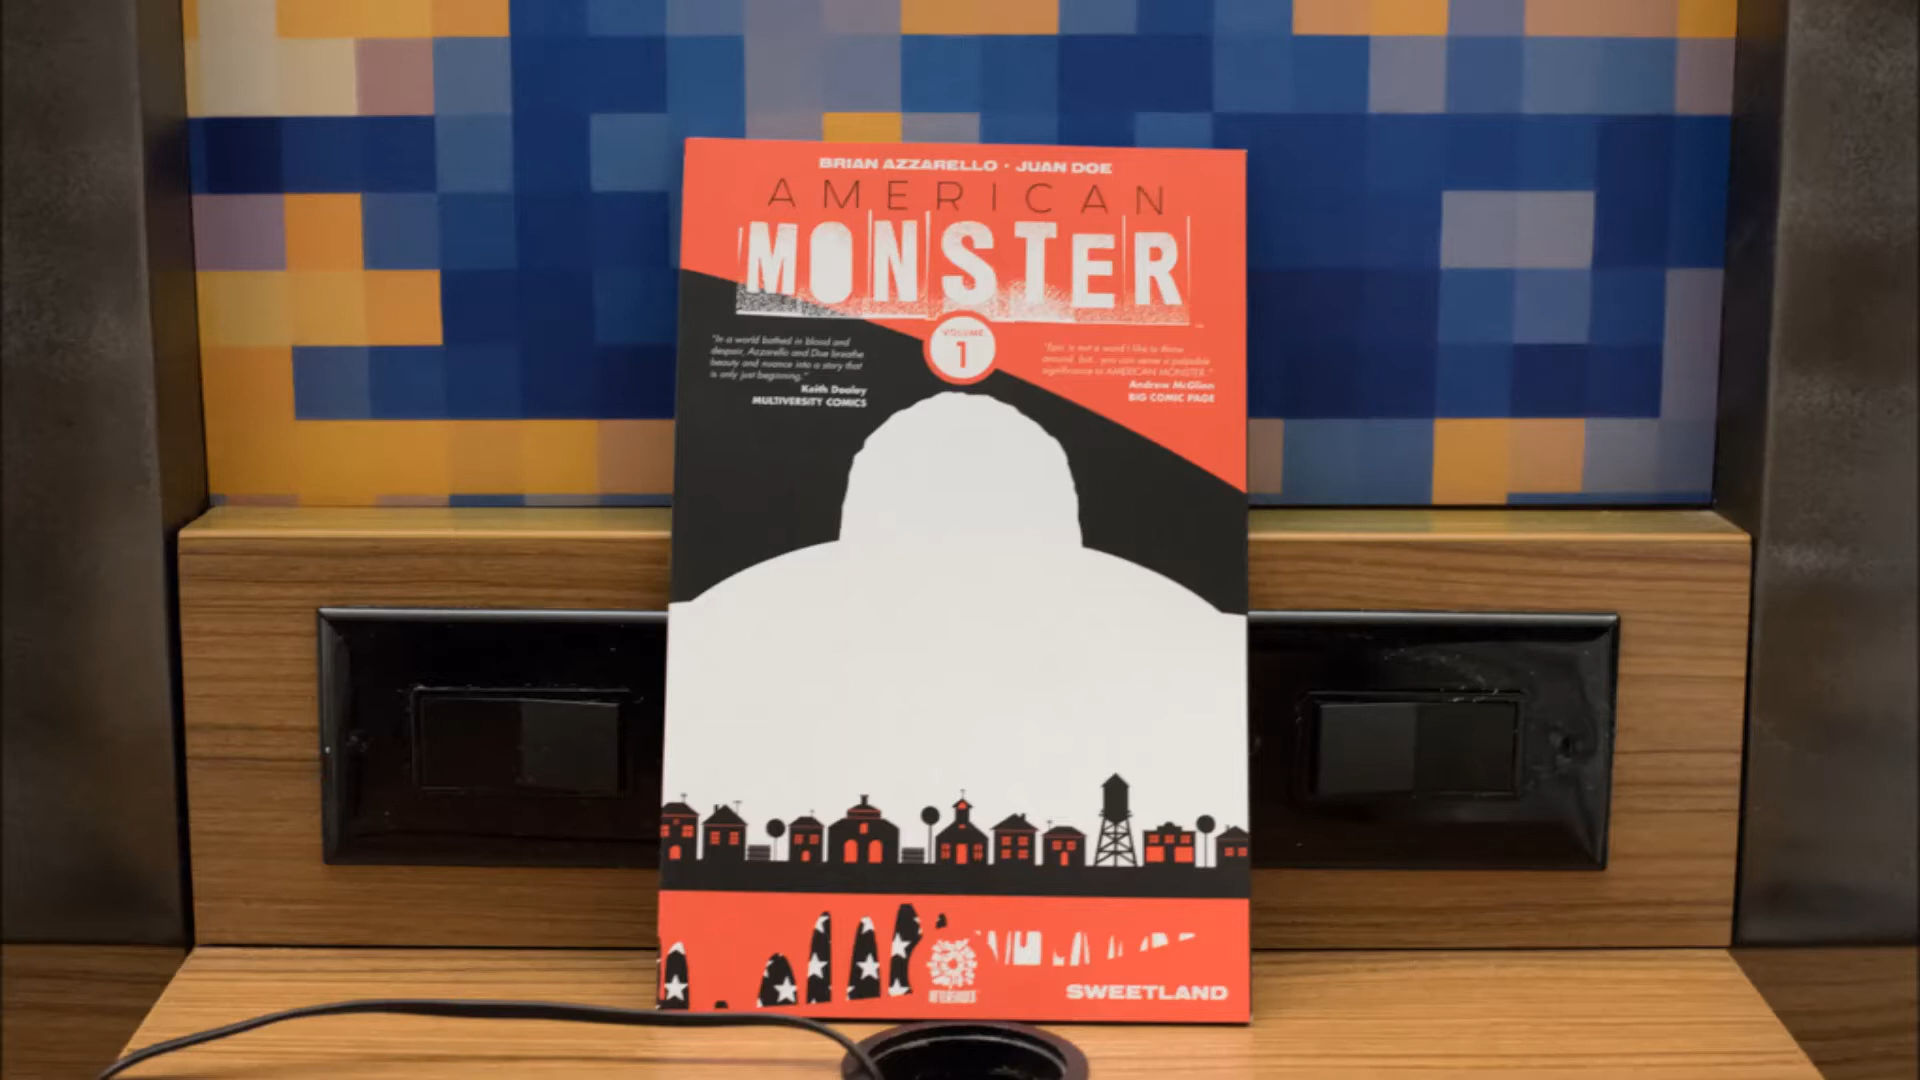 BRIAN AZZARELLO · JUAN DOE
AMERICAN
MONSTER
VOLUME
1
"In a world bathed in blood and
despair, Azzarello and Doe breathe
beauty and nuance into a story that
is only just beginning."
Keith Dooley
MULTIVERSITY COMICS
"Epic is not a word I like to throw
around, but... you can sense a palpable
significance to AMERICAN MONSTER."
Andrew McGlinn
BIG COMIC PAGE
AFTERSHOCK
SWEETLAND